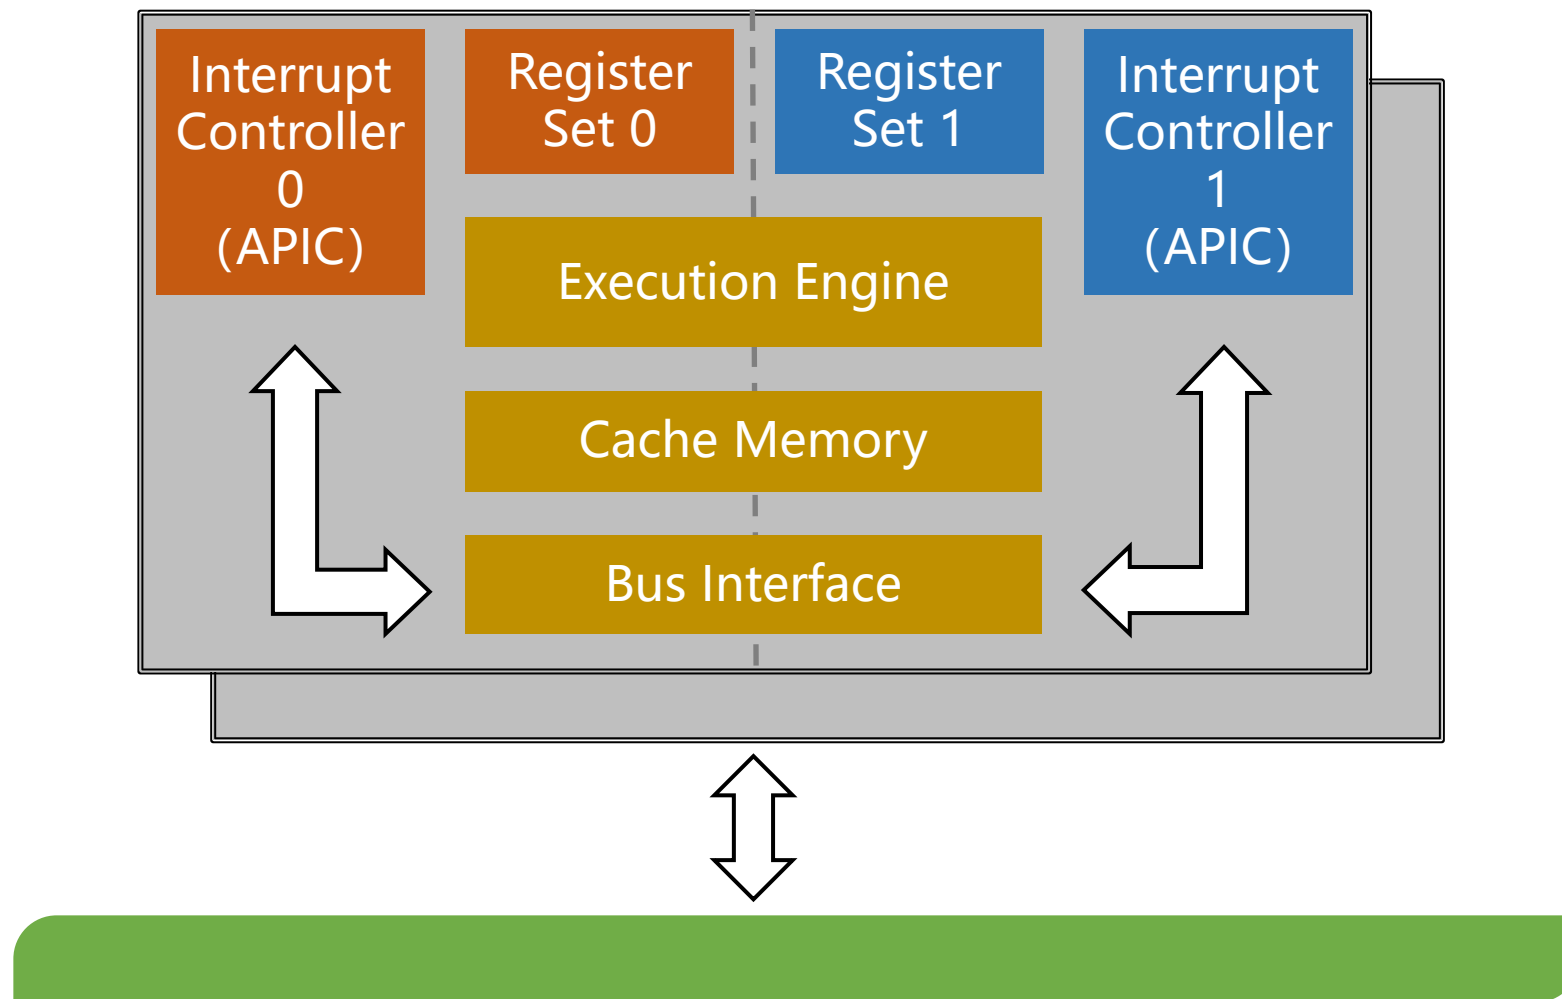 Interrupt
Controller
0
（APIC）
Register
Set 0
Register
Set 1
Interrupt
Controller
1
（APIC）
Execution Engine
Cache Memory
Bus Interface